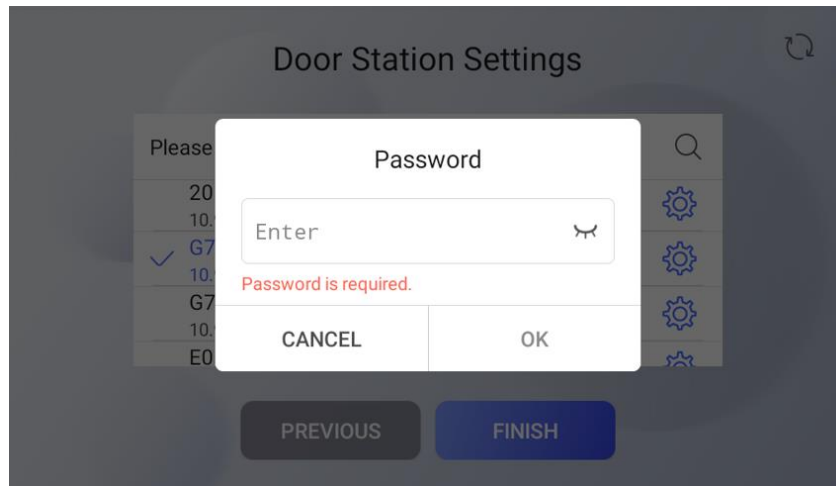 Door Station Settings
Please
Password
20
10.
Enter
G7
10.
Password is required.
G7
10.
CANCEL
OK
E0
PREVIOUS
FINISH